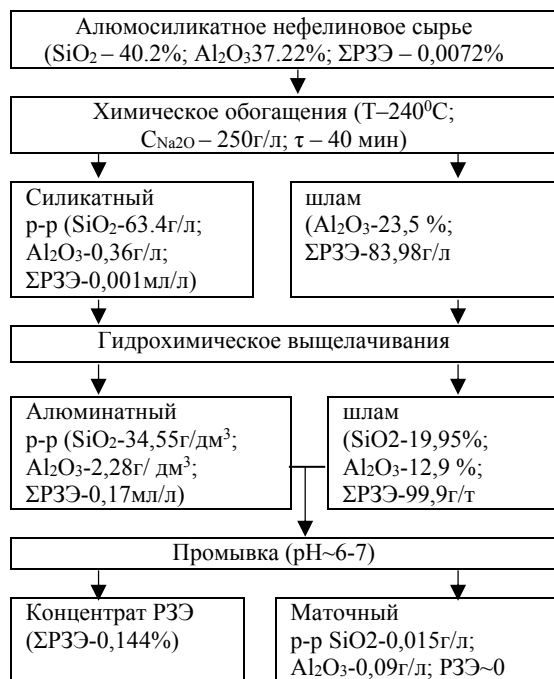 Алюмосиликатное нефелиновое сырье
(SiO₂ – 40.2%; Al₂O₃37.22%; ΣРЗЭ – 0,0072%
Химическое обогащения (T–240⁰C;
C_Na2O – 250г/л; τ – 40 мин)
Силикатный
р-р (SiO₂-63.4г/л;
Al₂O₃-0,36г/л;
ΣРЗЭ-0,001мл/л)
шлам
(Al₂O₃-23,5 %;
ΣРЗЭ-83,98г/л
Гидрохимическое выщелачивания
Алюминатный
р-р (SiO₂-34,55г/дм³;
Al₂O₃-2,28г/ дм³;
ΣРЗЭ-0,17мл/л)
шлам
(SiO2-19,95%;
Al₂O₃-12,9 %;
ΣРЗЭ-99,9г/т
Промывка (pH~6-7)
Концентрат РЗЭ
(ΣРЗЭ-0,144%)
Маточный
р-р SiO2-0,015г/л;
Al₂O₃-0,09г/л; РЗЭ~0